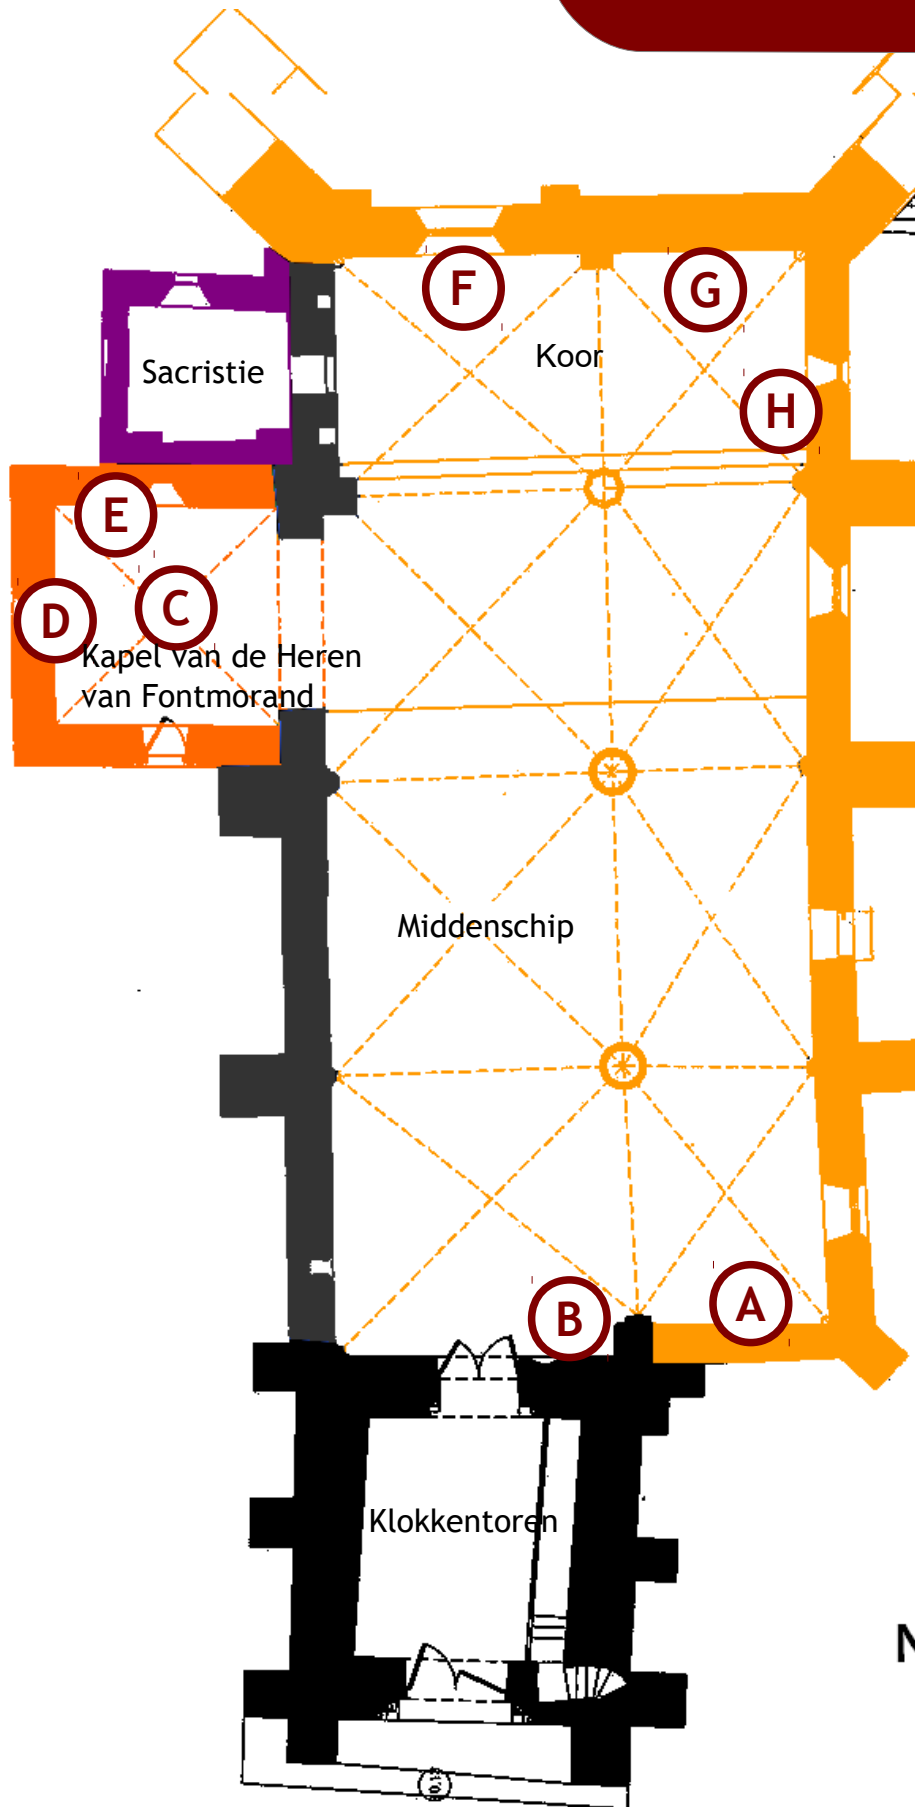 F
G
Koor
Sacristie
H
E
C
D
Kapel van de Heren
van Fontmorand
Middenschip
A
B
Klokkentoren
N